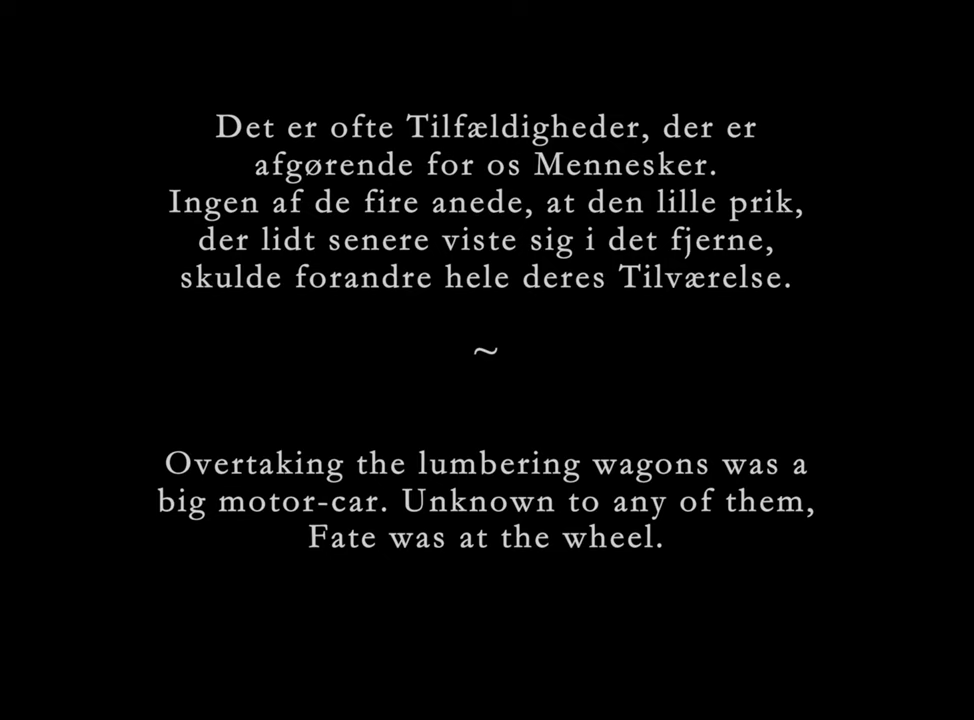 Det er ofte Tilfældigheder, der er
afgørende for os Mennesker.
Ingen af de fire anede, at den lille prik,
der lidt senere viste sig i det fjerne,
skulde forandre hele deres Tilværelse.
~
Overtaking the lumbering wagons was a
big motor-car. Unknown to any of them,
Fate was at the wheel.